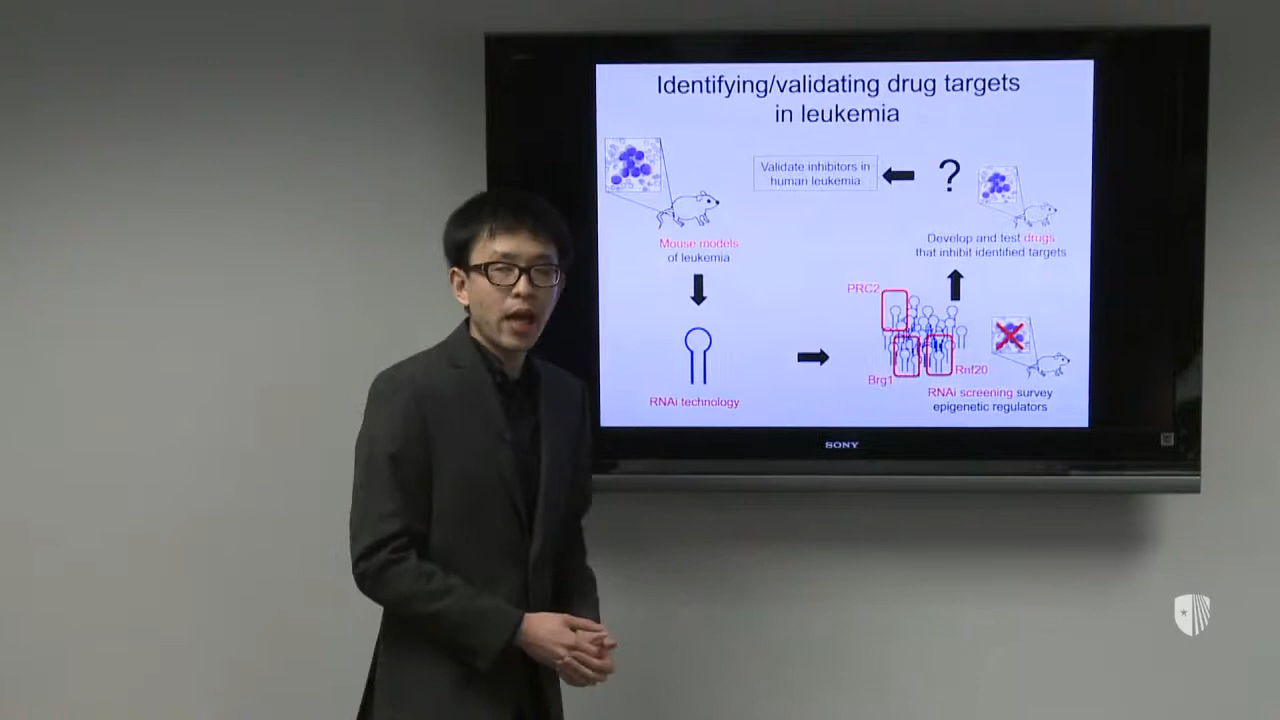 Identifying/validating drug targets
in leukemia
Validate inhibitors in
human leukemia
?
Mouse models
of leukemia
Develop and test drugs
that inhibit identified targets
PRC2
Brg1
Rnf20
RNAi technology
RNAi screening survey
epigenetic regulators
SONY